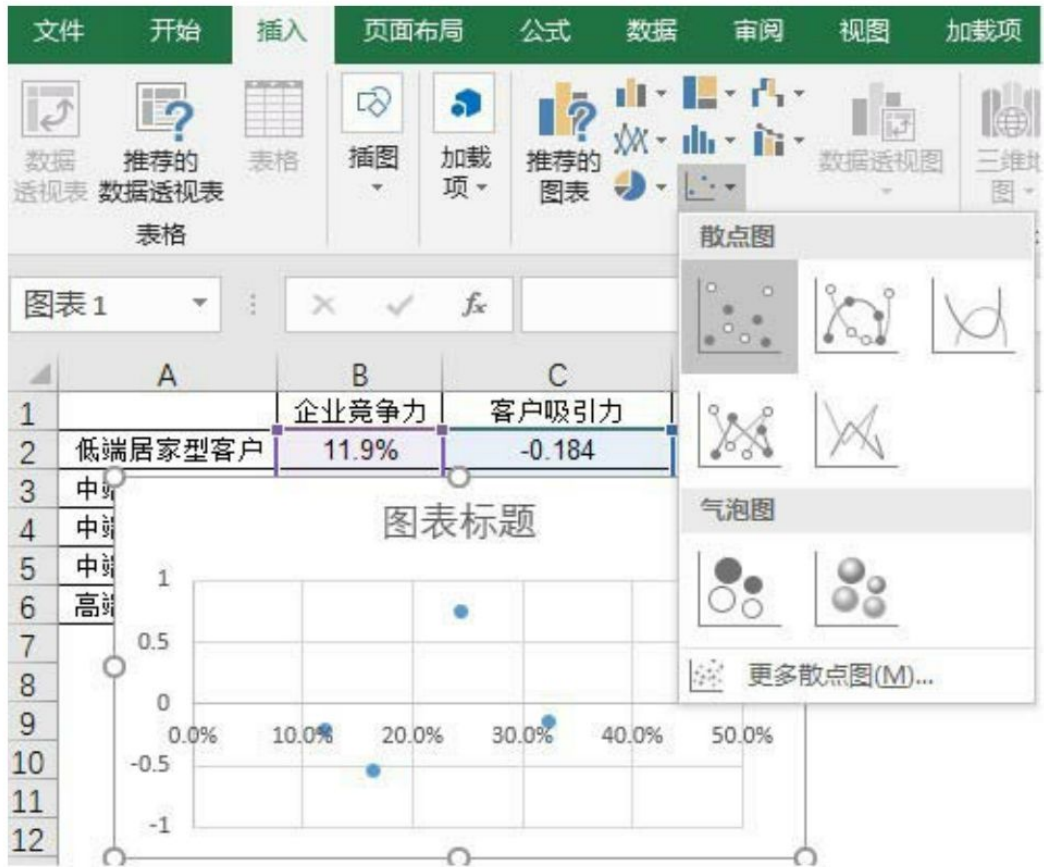 文件 开始 插入 页面布局 公式 数据 审阅 视图 加载项
数据
透视表
推荐的
数据透视表
表格
插图
加载
项
推荐的
图表
数据透视图
三维地
图
表格
散点图
图表 1
fx
A B C
1 企业竞争力 客户吸引力
2 低端居家型客户 11.9% -0.184
3 中端
4 中端
5 中端
6 高端
7
8
9
10
11
12
图表标题
1
0.5
0
-0.5
-1
0.0% 10.0% 20.0% 30.0% 40.0% 50.0%
气泡图
更多散点图(M)...